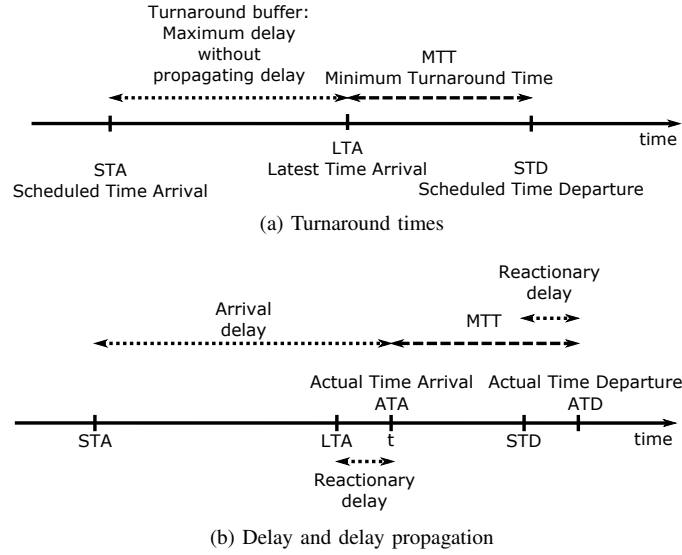 Turnaround buffer:
Maximum delay
without
propagating delay
MTT
Minimum Turnaround Time
time
STA
Scheduled Time Arrival
LTA
Latest Time Arrival
STD
Scheduled Time Departure
(a) Turnaround times
Reactionary
delay
Arrival
delay
MTT
Actual Time Arrival
ATA
Actual Time Departure
ATD
STA
LTA
t
STD
time
Reactionary
delay
(b) Delay and delay propagation